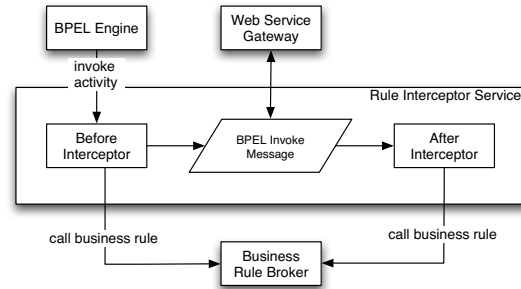 BPEL Engine
Web Service
Gateway
invoke
activity
Rule Interceptor Service
Before
Interceptor
BPEL Invoke
Message
After
Interceptor
call business rule
call business rule
Business
Rule Broker